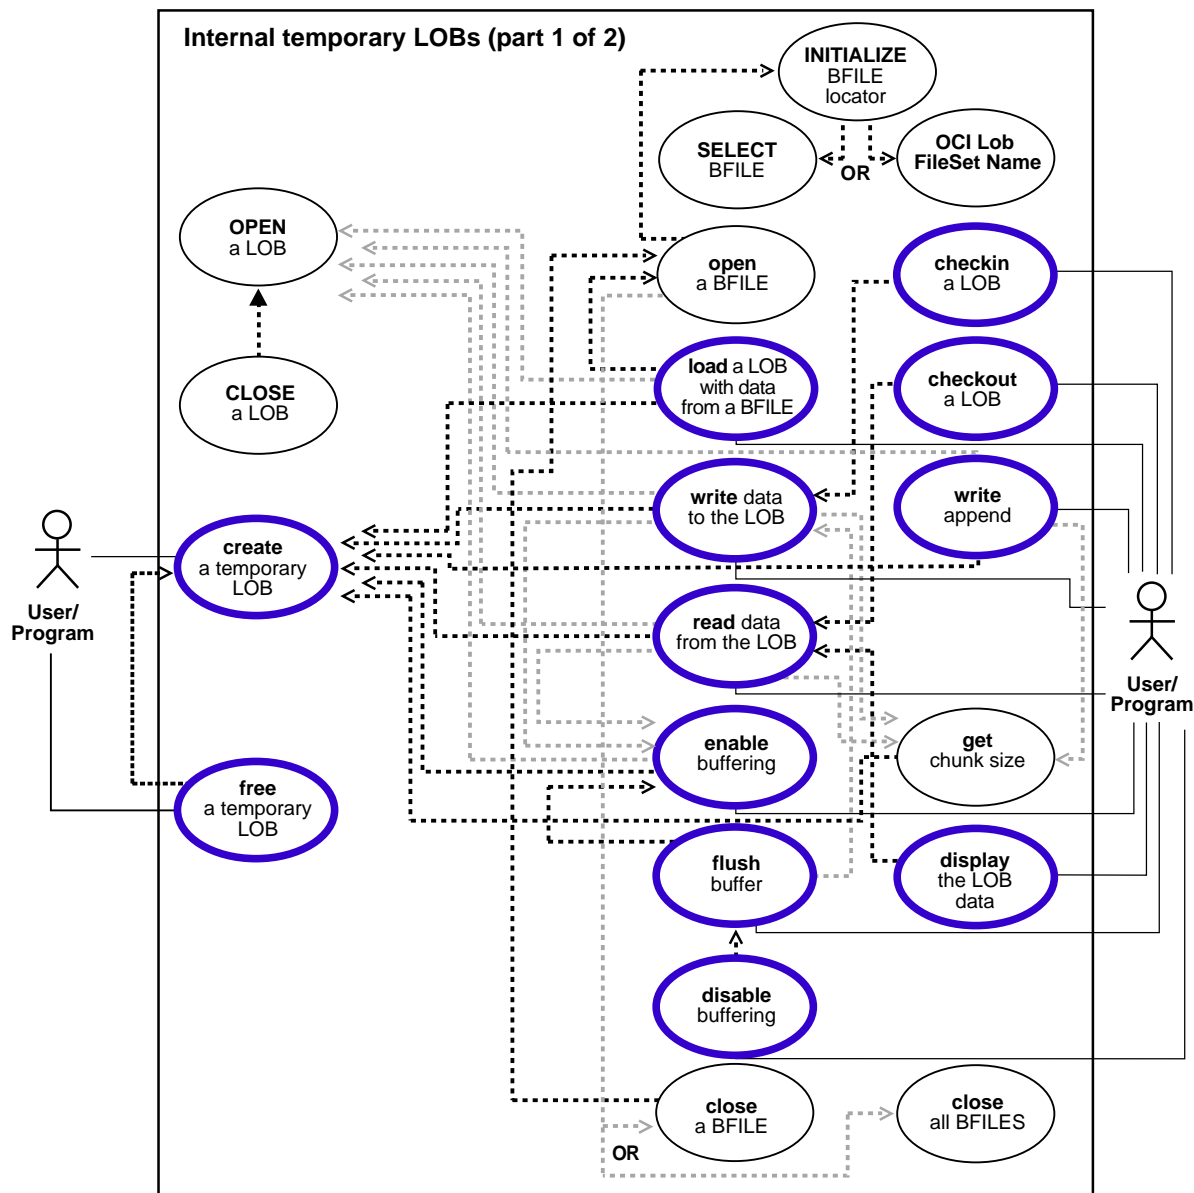 Internal temporary LOBs (part 1 of 2)
INITIALIZE
BFILE
locator
SELECT
BFILE
OR
OCI Lob
FileSet Name
OPEN
a LOB
open
a BFILE
checkin
a LOB
CLOSE
a LOB
load a LOB
with data
from a BFILE
checkout
a LOB
write data
to the LOB
write
append
create
a temporary
LOB
User/
Program
read data
from the LOB
User/
Program
enable
buffering
get
chunk size
free
a temporary
LOB
flush
buffer
display
the LOB
data
disable
buffering
close
a BFILE
close
all BFILES
OR